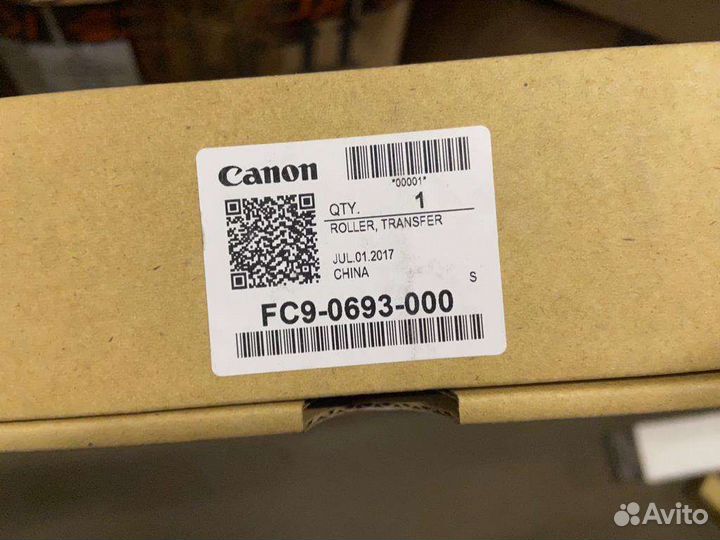 Canon
*00001*
QTY. 1
ROLLER, TRANSFER
JUL.01.2017
CHINA
S
FC9-0693-000
Avito